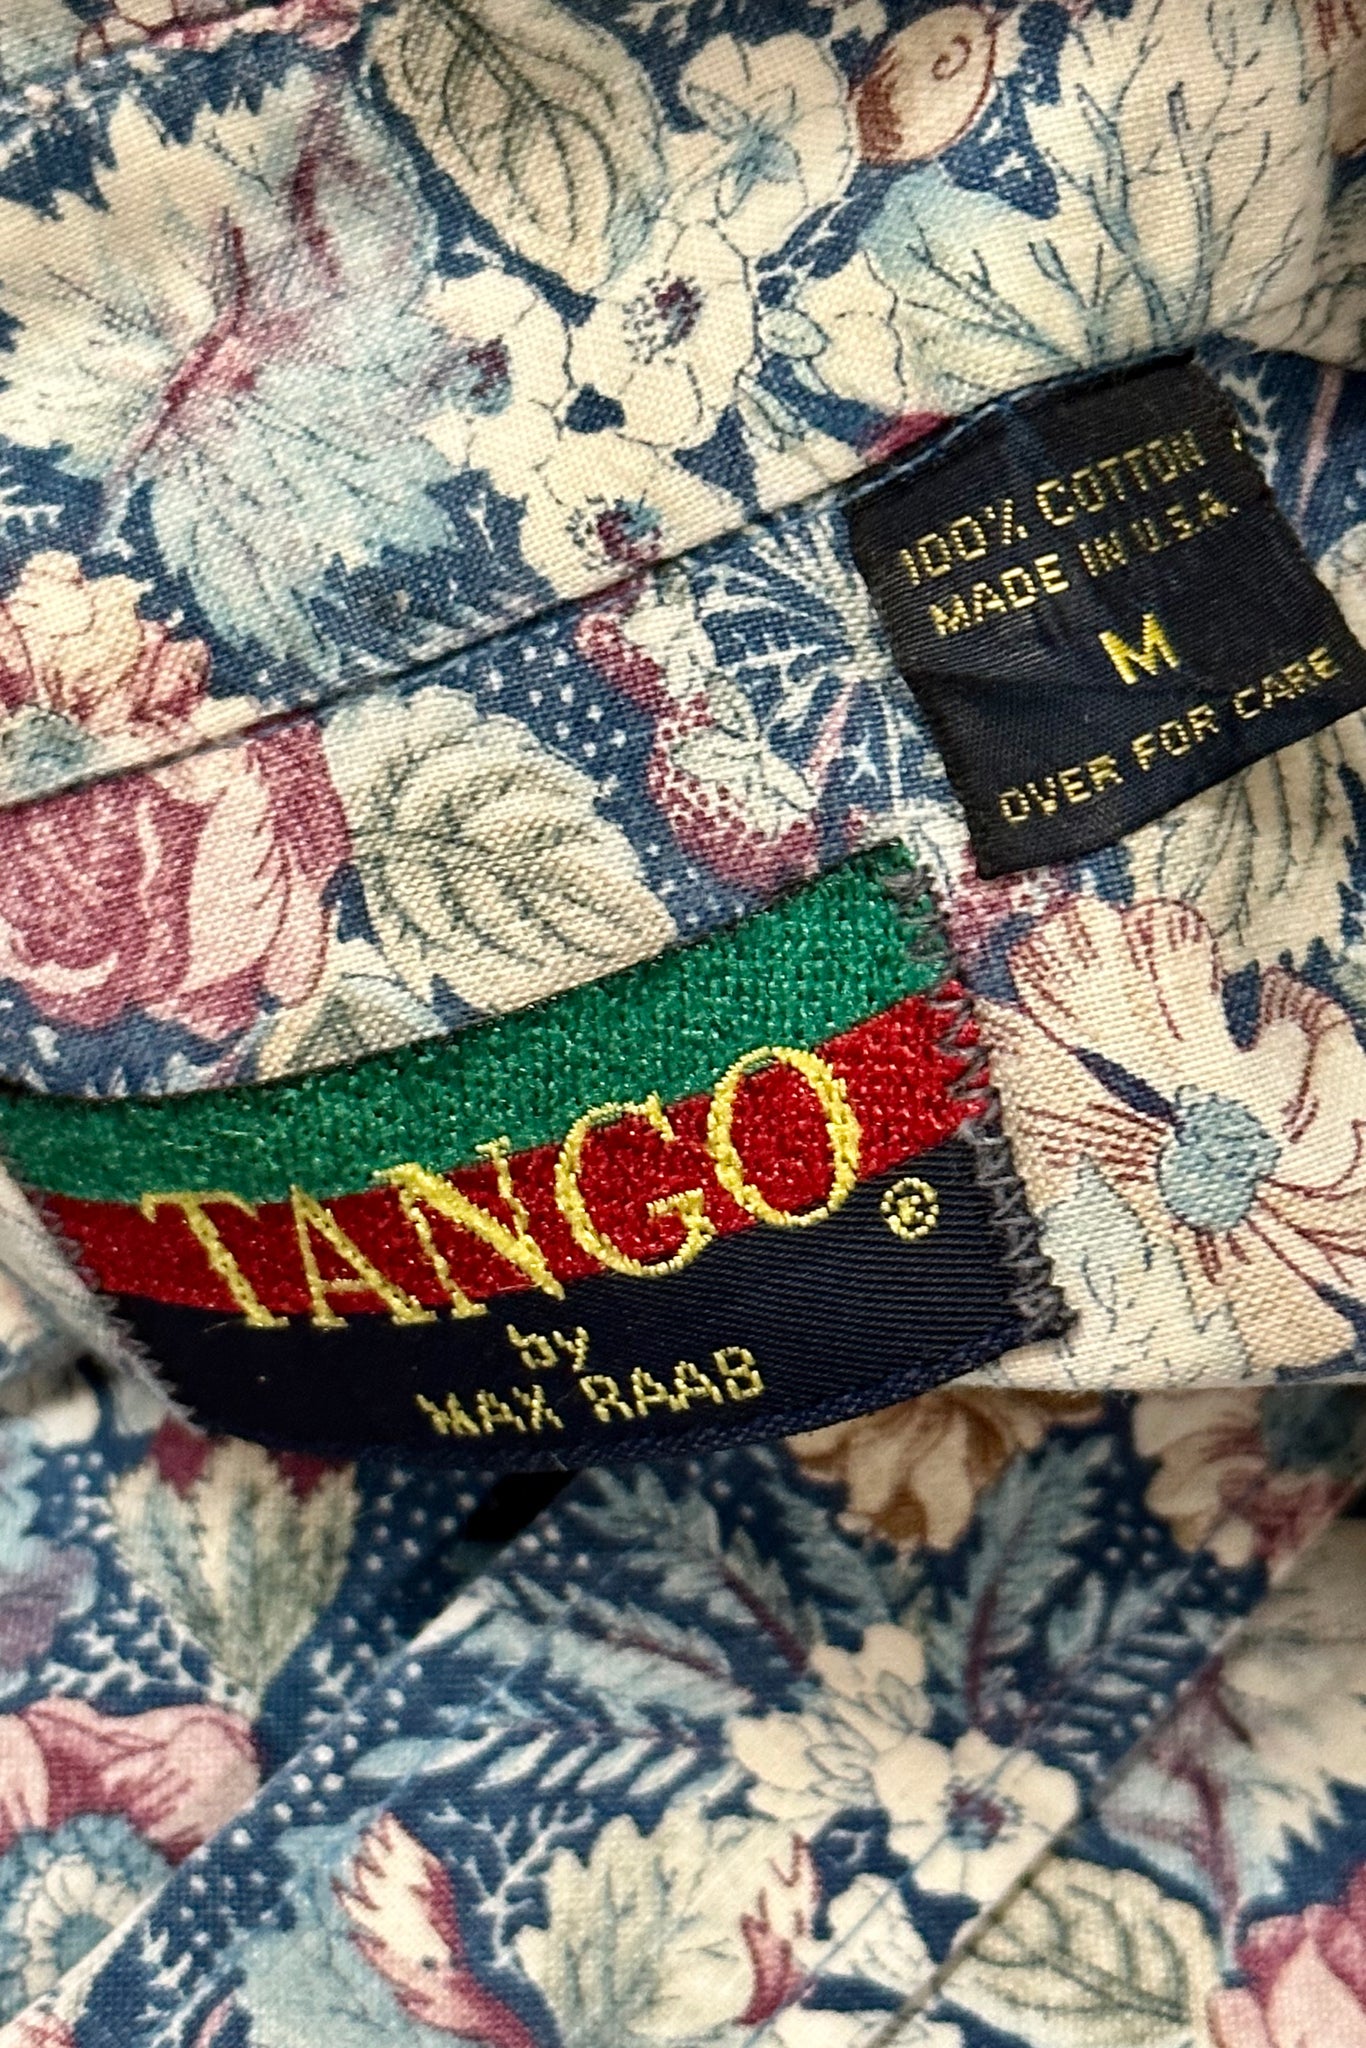 100% COTTON
MADE IN U.S.A.
M
OVER FOR CARE
TANGO ®
by
MAX RAAB